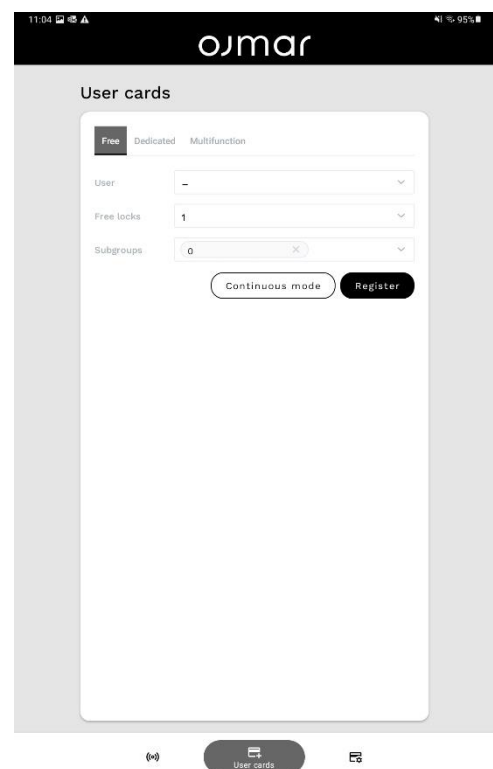 11:04 95%
ojmar
User cards
Free Dedicated Multifunction
User –
Free locks 1
Subgroups 0
Continuous mode Register
User cards